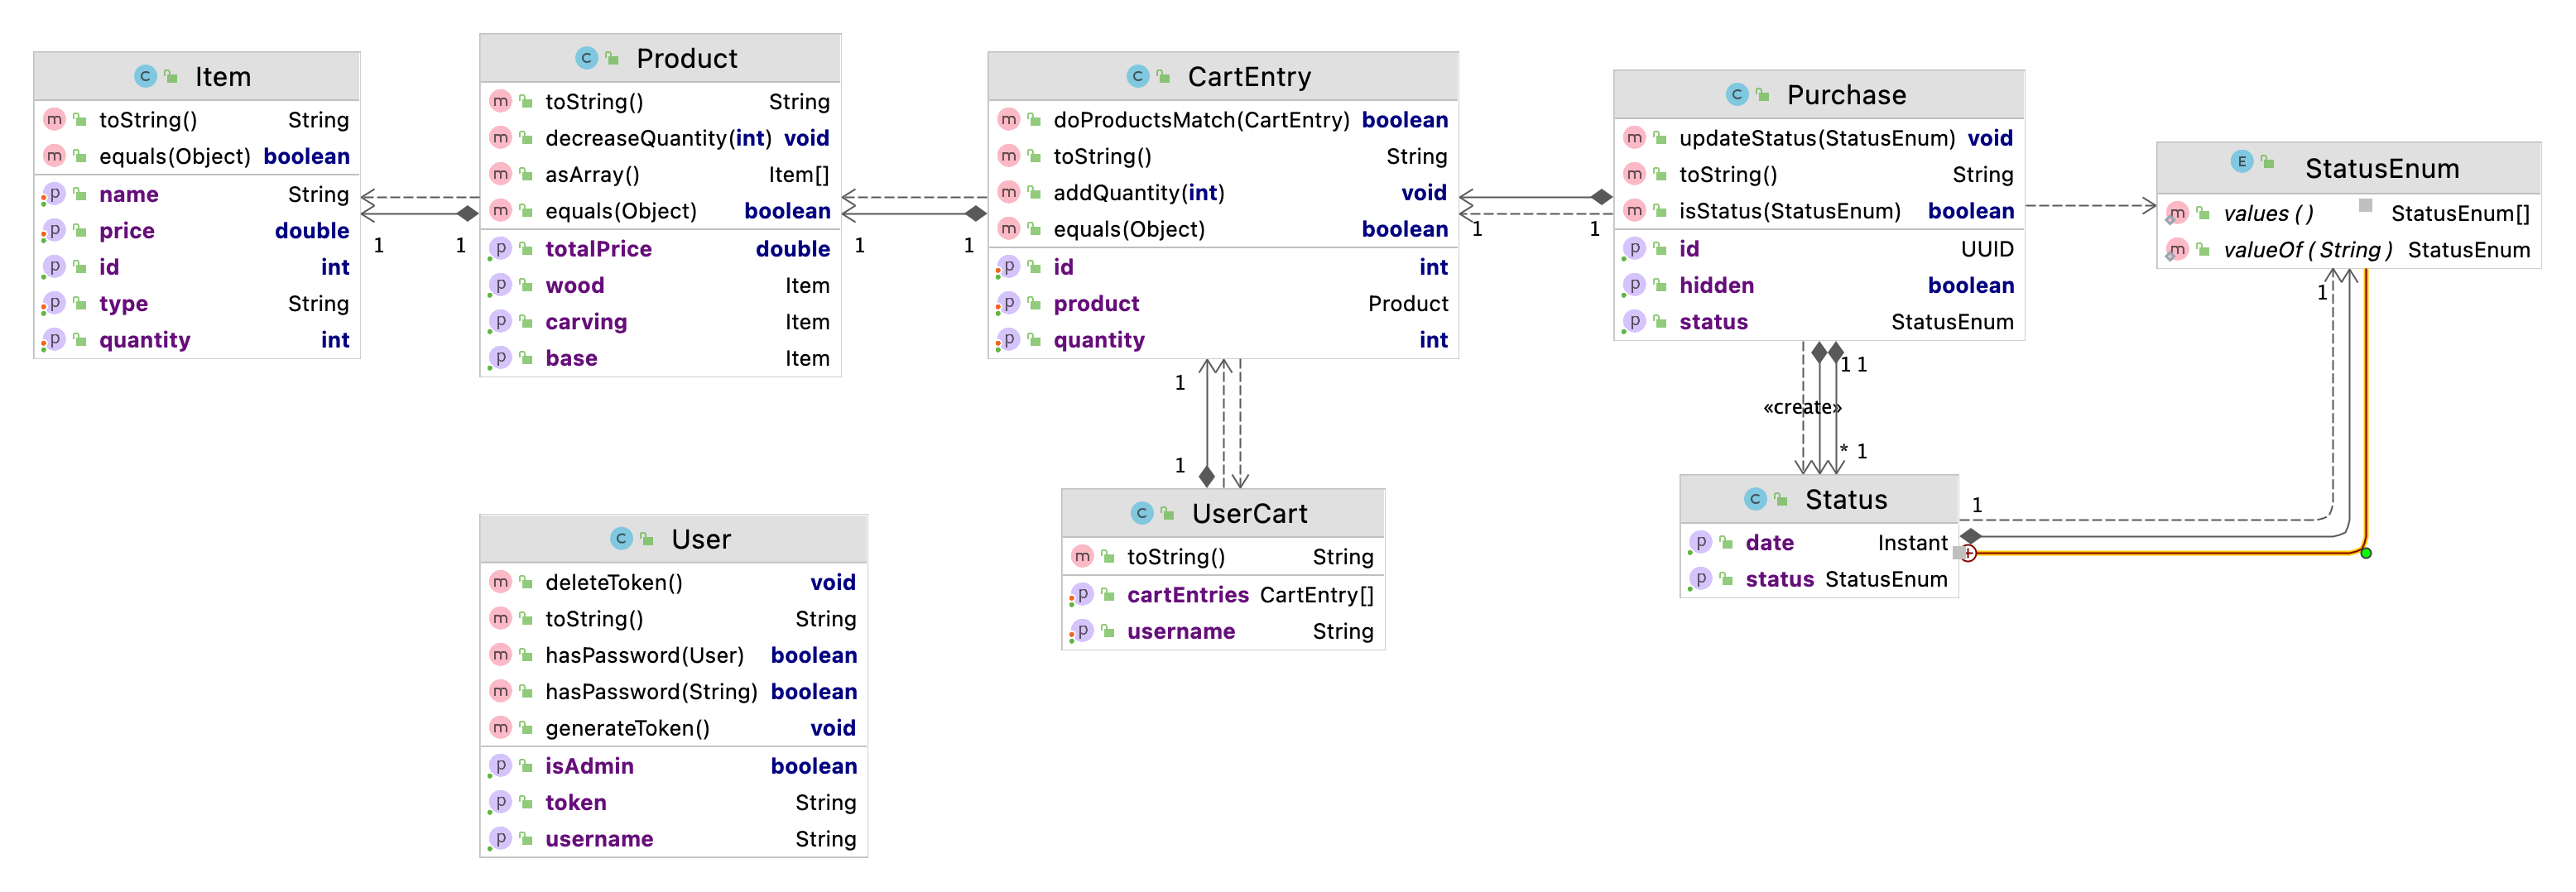 Item
toString() String
equals(Object) boolean
name String
price double
id int
type String
quantity int
Product
toString() String
decreaseQuantity(int) void
asArray() Item[]
equals(Object) boolean
totalPrice double
wood Item
carving Item
base Item
CartEntry
doProductsMatch(CartEntry) boolean
toString() String
addQuantity(int) void
equals(Object) boolean
id int
product Product
quantity int
Purchase
updateStatus(StatusEnum) void
toString() String
isStatus(StatusEnum) boolean
id UUID
hidden boolean
status StatusEnum
StatusEnum
values() StatusEnum[]
valueOf(String) StatusEnum
1 1
1 1
1 1
1
1
1 1
«create»
* 1
1
1
User
deleteToken() void
toString() String
hasPassword(User) boolean
hasPassword(String) boolean
generateToken() void
isAdmin boolean
token String
username String
UserCart
toString() String
cartEntries CartEntry[]
username String
Status
date Instant
status StatusEnum